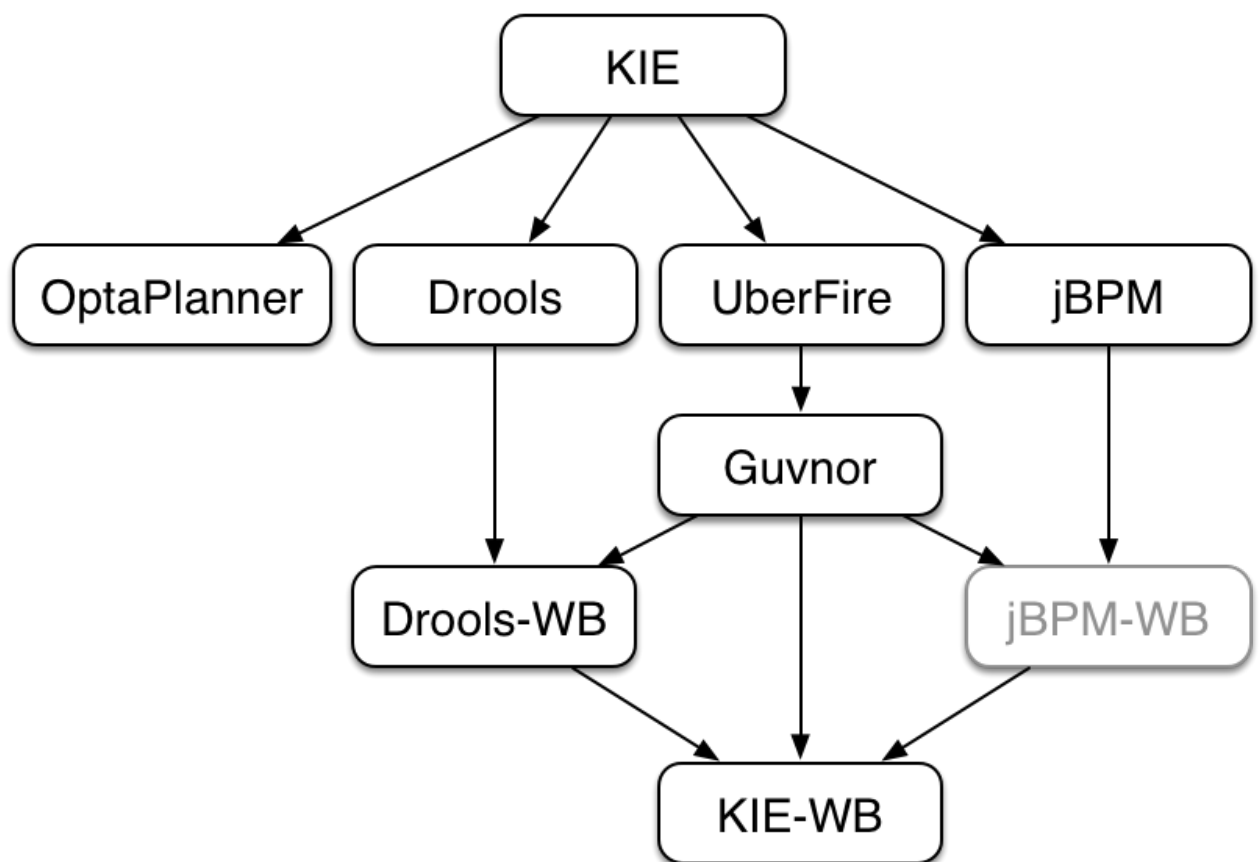 KIE
OptaPlanner
Drools
UberFire
jBPM
Guvnor
Drools-WB
jBPM-WB
KIE-WB